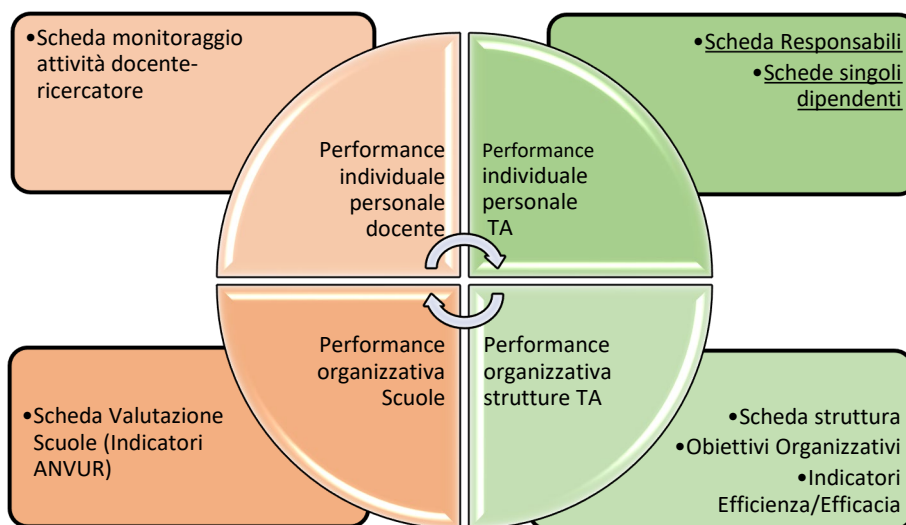 •Scheda monitoraggio
attività docente-
ricercatore
•Scheda Responsabili
•Schede singoli
dipendenti
Performance
individuale
personale
docente
Performance
individuale
personale
TA
Performance
organizzativa
Scuole
Performance
organizzativa
strutture TA
•Scheda Valutazione
Scuole (Indicatori
ANVUR)
•Scheda struttura
•Obiettivi Organizzativi
•Indicatori
Efficienza/Efficacia